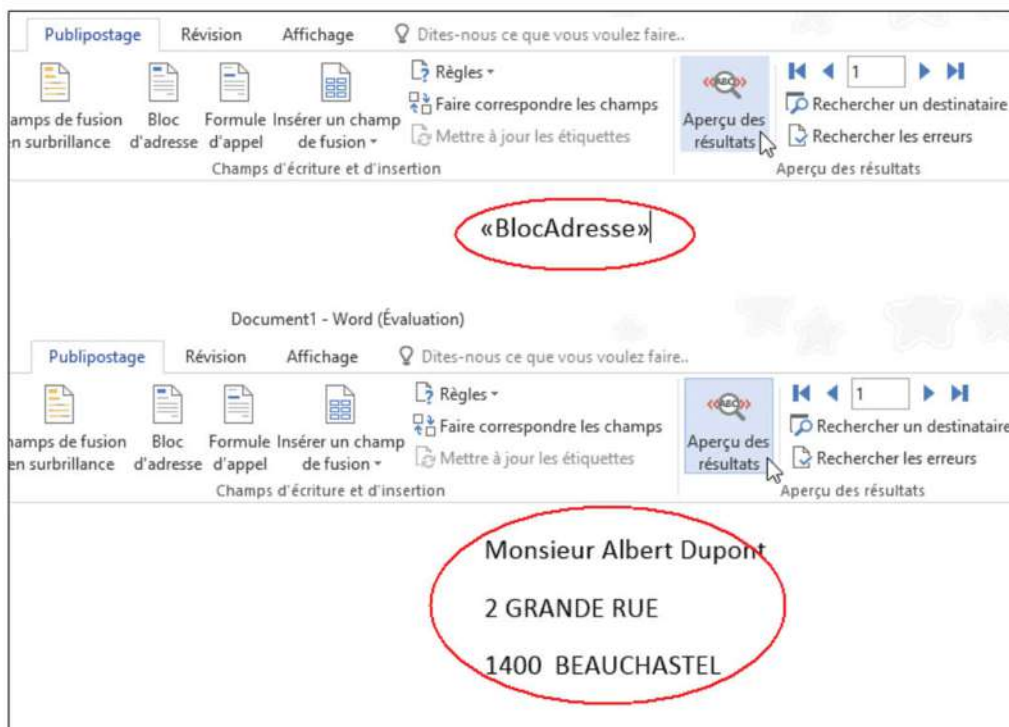 Publipostage Révision Affichage Dites-nous ce que vous voulez faire..
amps de fusion en surbrillance
Bloc d'adresse
Formule d'appel
Insérer un champ de fusion
Règles
Faire correspondre les champs
Mettre à jour les étiquettes
Champs d'écriture et d'insertion
«ABC»
Aperçu des résultats
1
Rechercher un destinataire
Rechercher les erreurs
Aperçu des résultats
«BlocAdresse»
Document1 - Word (Évaluation)
Publipostage Révision Affichage Dites-nous ce que vous voulez faire..
hamps de fusion en surbrillance
Bloc d'adresse
Formule d'appel
Insérer un champ de fusion
Règles
Faire correspondre les champs
Mettre à jour les étiquettes
Champs d'écriture et d'insertion
«ABC»
Aperçu des résultats
1
Rechercher un destinataire
Rechercher les erreurs
Aperçu des résultats
Monsieur Albert Dupont
2 GRANDE RUE
1400 BEAUCHASTEL